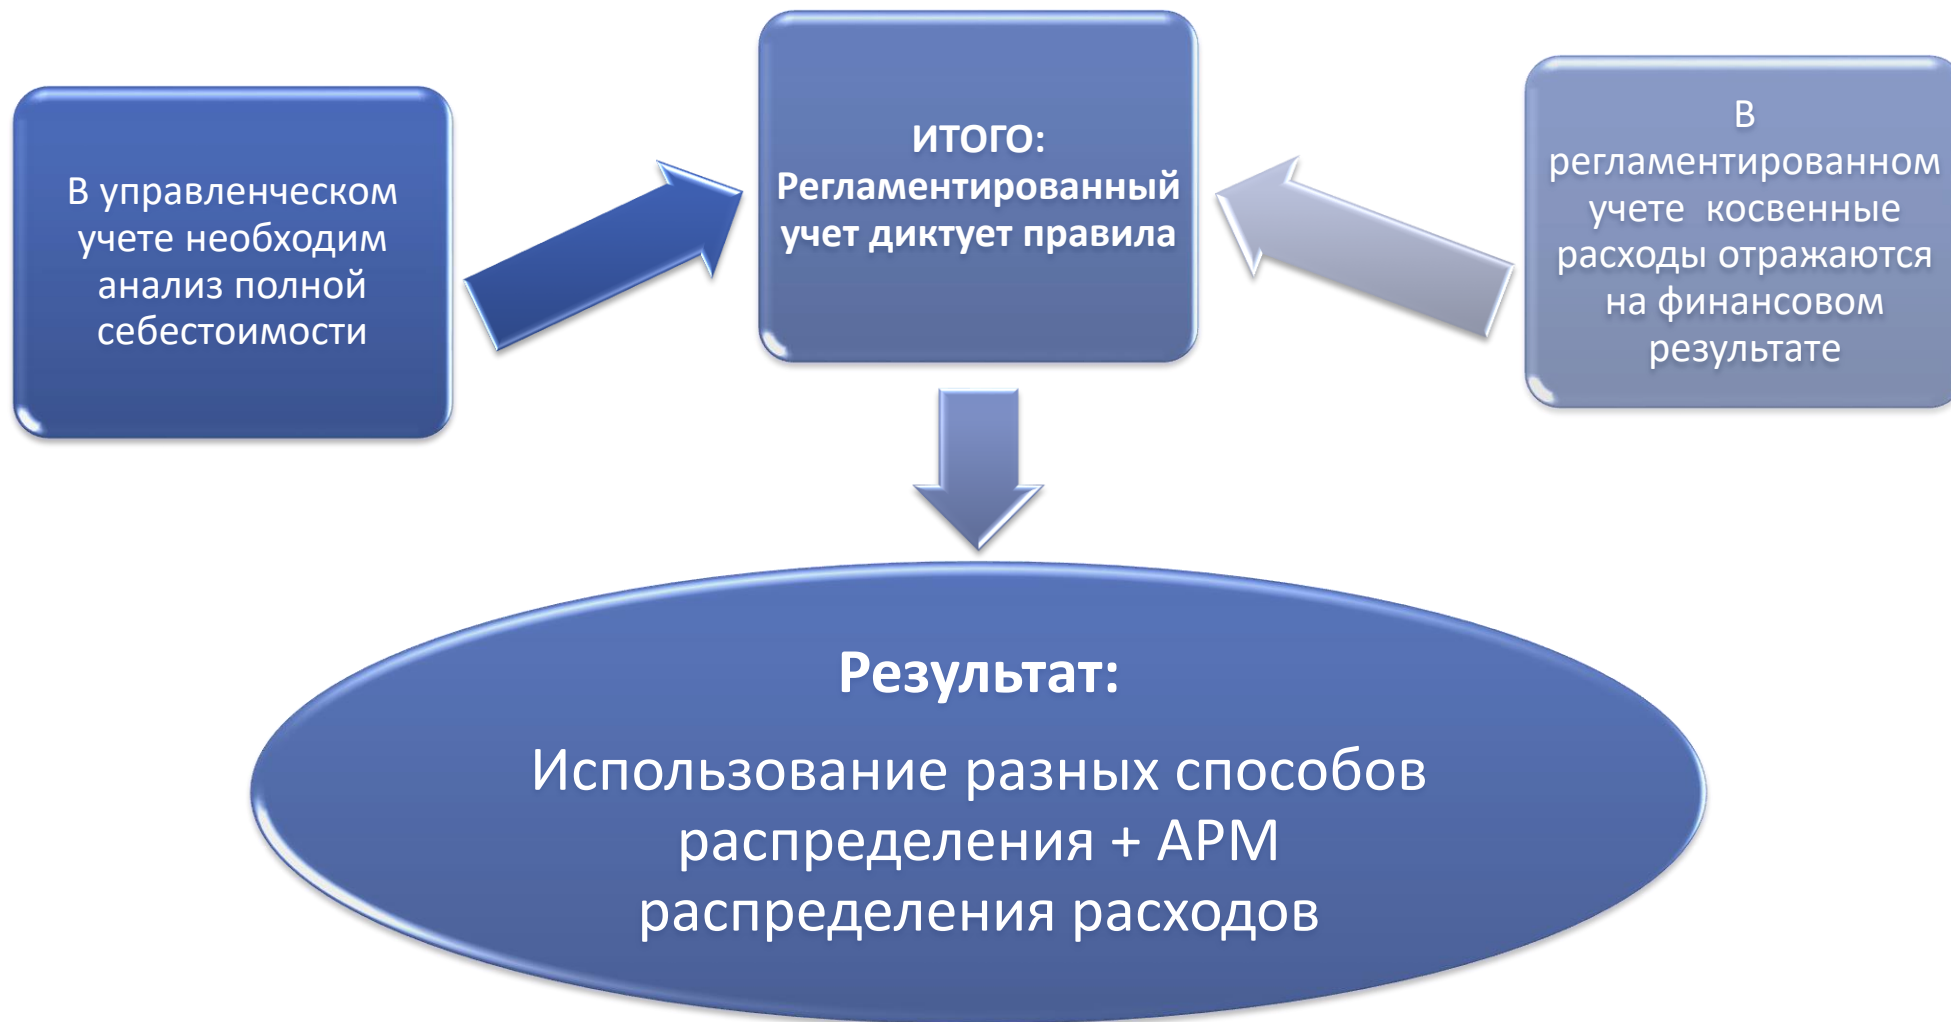 В управленческом
учете необходим
анализ полной
себестоимости
ИТОГО:
Регламентированный
учет диктует правила
В
регламентированном
учете косвенные
расходы отражаются
на финансовом
результате
Результат:
Использование разных способов
распределения + АРМ
распределения расходов